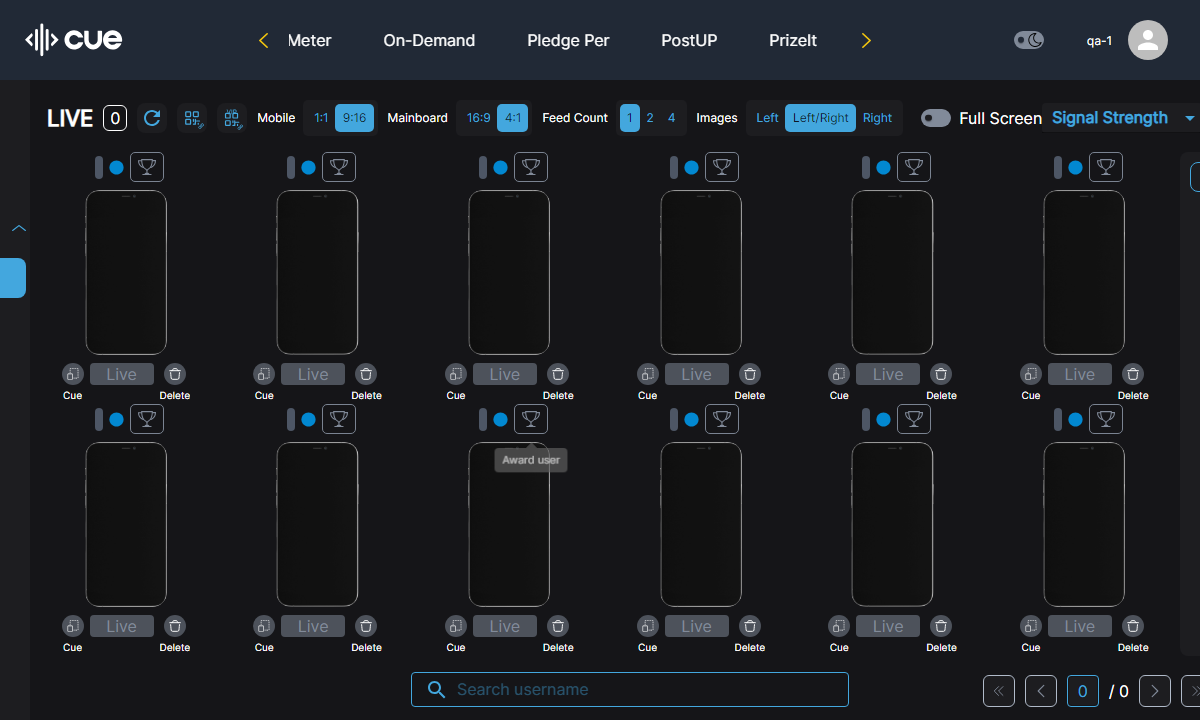 cue Meter On-Demand Pledge Per PostUP PrizeIt qa-1
LIVE 0 Mobile 1:1 9:16 Mainboard 16:9 4:1 Feed Count 1 2 4 Images Left Left/Right Right Full Screen Signal Strength
Live Live Live Live Live Live
Cue Delete Cue Delete Cue Delete Cue Delete Cue Delete Cue Delete
Award user
Live Live Live Live Live Live
Cue Delete Cue Delete Cue Delete Cue Delete Cue Delete Cue Delete
Search username 0 / 0